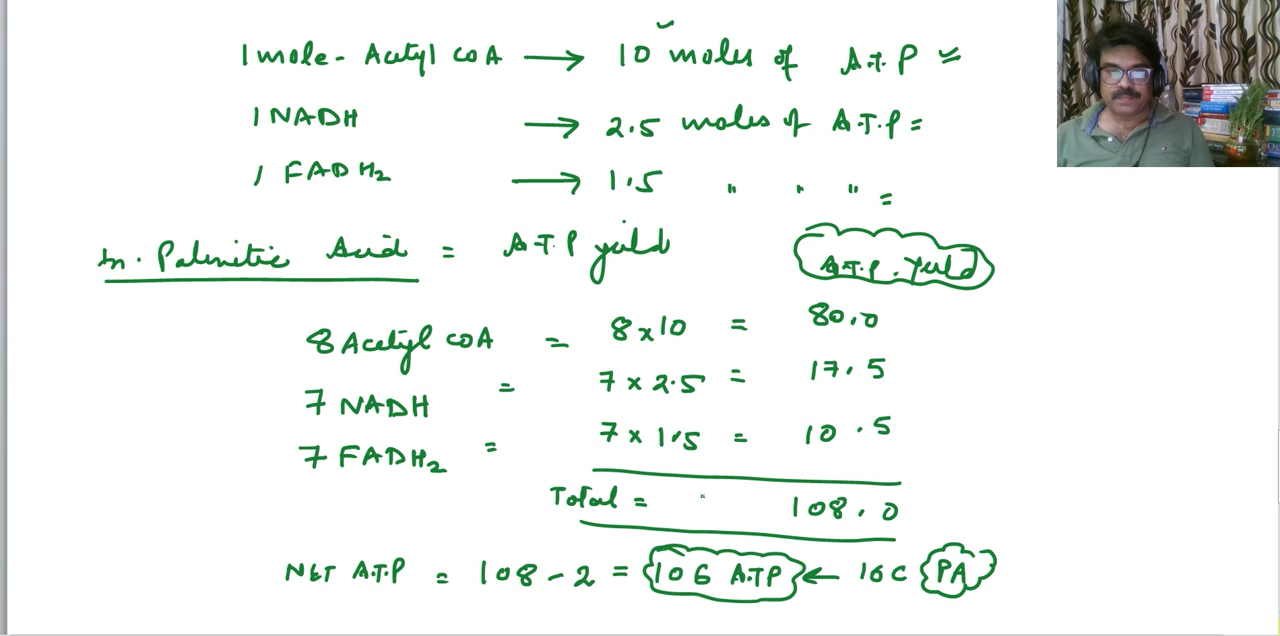 1 mole - Acetyl coA → 10 moles of A.T.P =
1 NADH → 2.5 moles of A.T.P =
1 FADH₂ → 1.5 " " " =
In. Palmitic Acid = A.T.P yield A.T.P. Yield
8 Acetyl coA = 8 x 10 = 80.0
7 NADH = 7 x 2.5 = 17.5
7 FADH₂ = 7 x 1.5 = 10.5
Total = 108.0
NET A.T.P = 108 - 2 = 106 A.T.P ← 16C PA